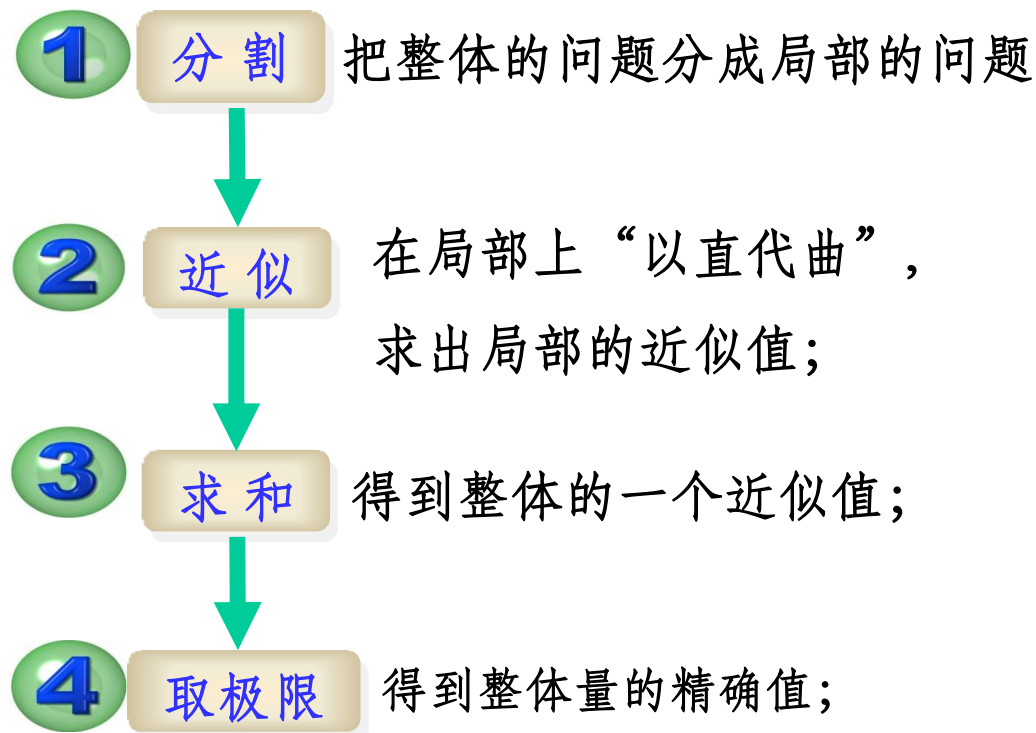 1 分割 把整体的问题分成局部的问题
2 近似 在局部上“以直代曲”，
求出局部的近似值；
3 求和 得到整体的一个近似值；
4 取极限 得到整体量的精确值；